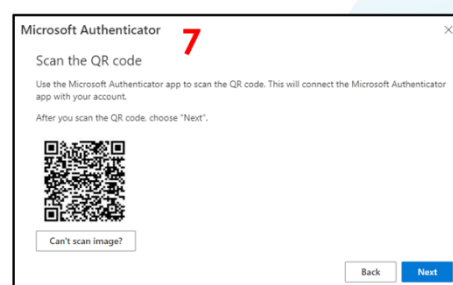 Microsoft Authenticator
7
Scan the QR code
Use the Microsoft Authenticator app to scan the QR code. This will connect the Microsoft Authenticator
app with your account.
After you scan the QR code, choose "Next".
Can't scan image?
Back
Next